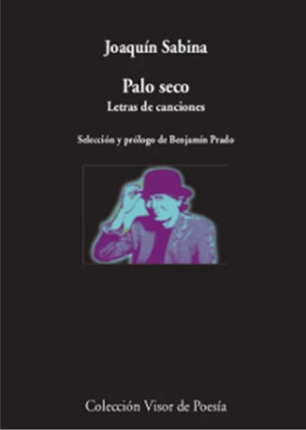 Joaquín Sabina
Palo seco
Letras de canciones
Selección y prólogo de Benjamín Prado
Colección Visor de Poesía